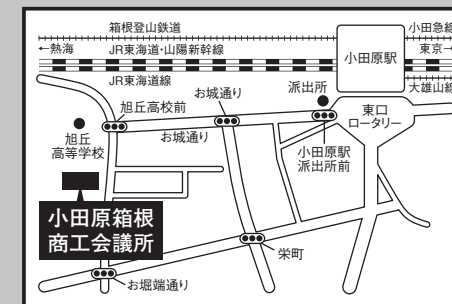 箱根登山鉄道
小田急線
←熱海
JR東海道・山陽新幹線
小田原駅
東京→
JR東海道線
大雄山線
お城通り
派出所
旭丘高校前
東口
ロータリー
旭丘
高等学校
お城通り
小田原駅
派出所前
小田原箱根
商工会議所
栄町
お堀端通り